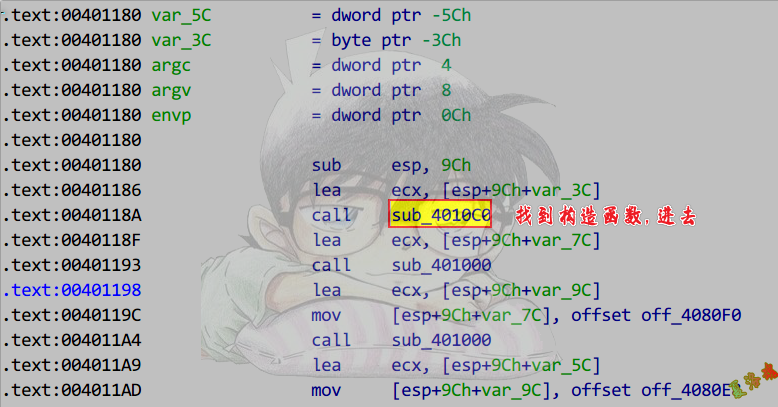 .text:00401180 var_5C = dword ptr -5Ch
.text:00401180 var_3C = byte ptr -3Ch
.text:00401180 argc = dword ptr  4
.text:00401180 argv = dword ptr  8
.text:00401180 envp = dword ptr  0Ch
.text:00401180
.text:00401180 sub esp, 9Ch
.text:00401186 lea ecx, [esp+9Ch+var_3C]
.text:0040118A call sub_4010C0 找到构造函数,进去
.text:0040118F lea ecx, [esp+9Ch+var_7C]
.text:00401193 call sub_401000
.text:00401198 lea ecx, [esp+9Ch+var_9C]
.text:0040119C mov [esp+9Ch+var_7C], offset off_4080F0
.text:004011A4 call sub_401000
.text:004011A9 lea ecx, [esp+9Ch+var_5C]
.text:004011AD mov [esp+9Ch+var_9C], offset off_4080E